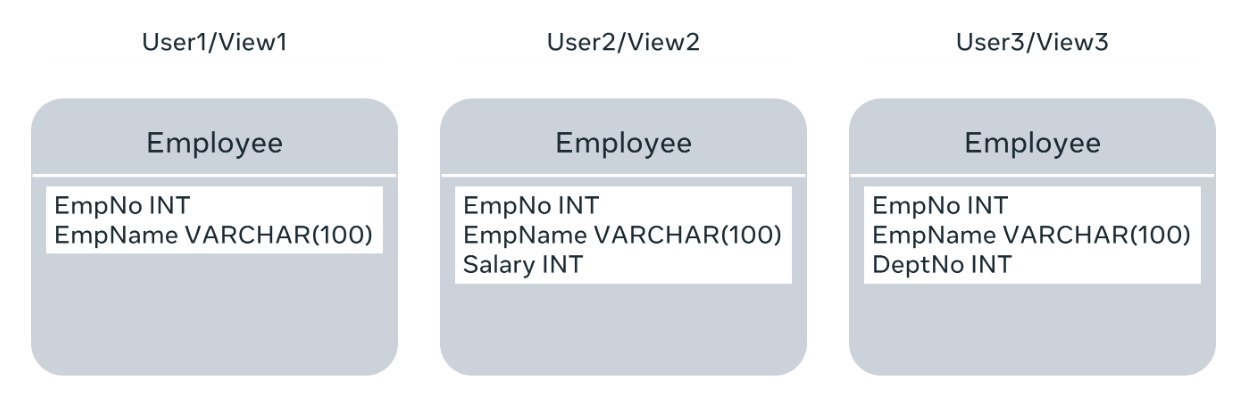 User1/View1
User2/View2
User3/View3
Employee
EmpNo INT
EmpName VARCHAR(100)
Employee
EmpNo INT
EmpName VARCHAR(100)
Salary INT
Employee
EmpNo INT
EmpName VARCHAR(100)
DeptNo INT